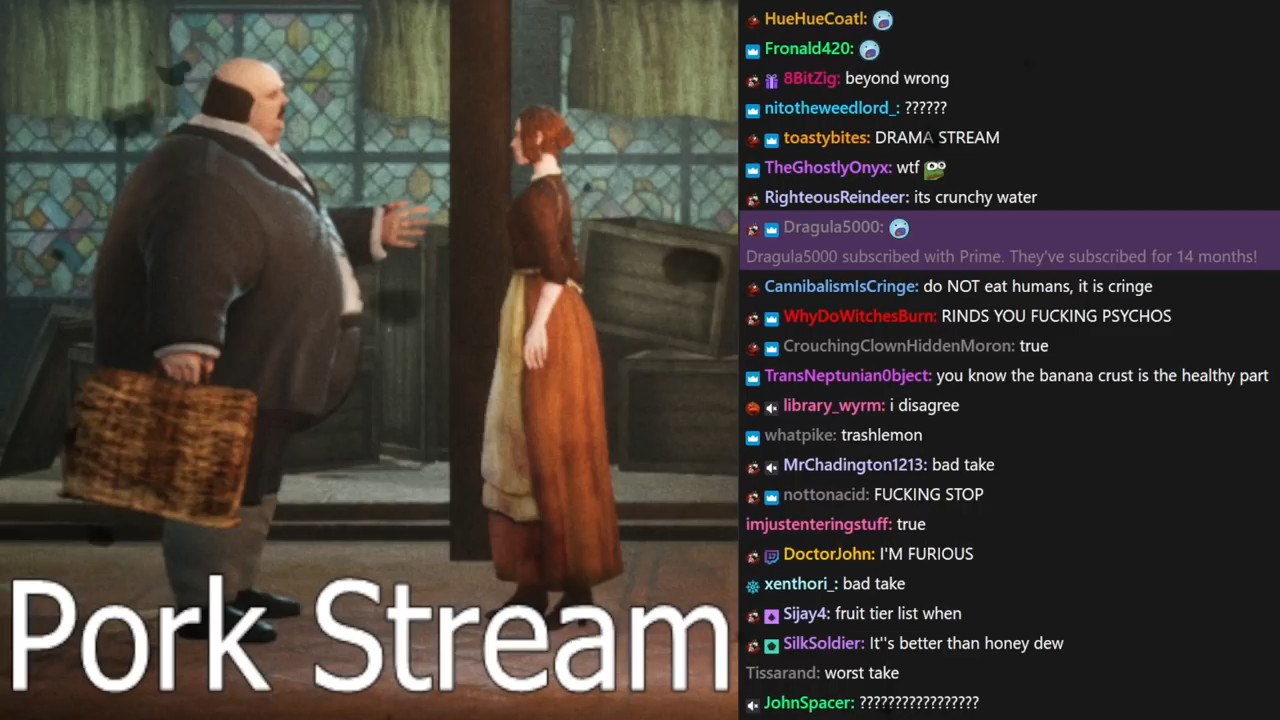 HueHueCoatl:
Fronald420:
8BitZig: beyond wrong
nitotheweedlord_: ??????
toastybites: DRAMA STREAM
TheGhostlyOnyx: wtf
RighteousReindeer: its crunchy water
Dragula5000:
Dragula5000 subscribed with Prime. They've subscribed for 14 months!
CannibalismIsCringe: do NOT eat humans, it is cringe
WhyDoWitchesBurn: RINDS YOU FUCKING PSYCHOS
CrouchingClownHiddenMoron: true
TransNeptunian0bject: you know the banana crust is the healthy part
library_wyrm: i disagree
whatpike: trashlemon
MrChadington1213: bad take
nottonacid: FUCKING STOP
imjustenteringstuff: true
DoctorJohn: I'M FURIOUS
xenthori_: bad take
Sijay4: fruit tier list when
SilkSoldier: It"s better than honey dew
Tissarand: worst take
JohnSpacer: ?????????????????
Pork Stream